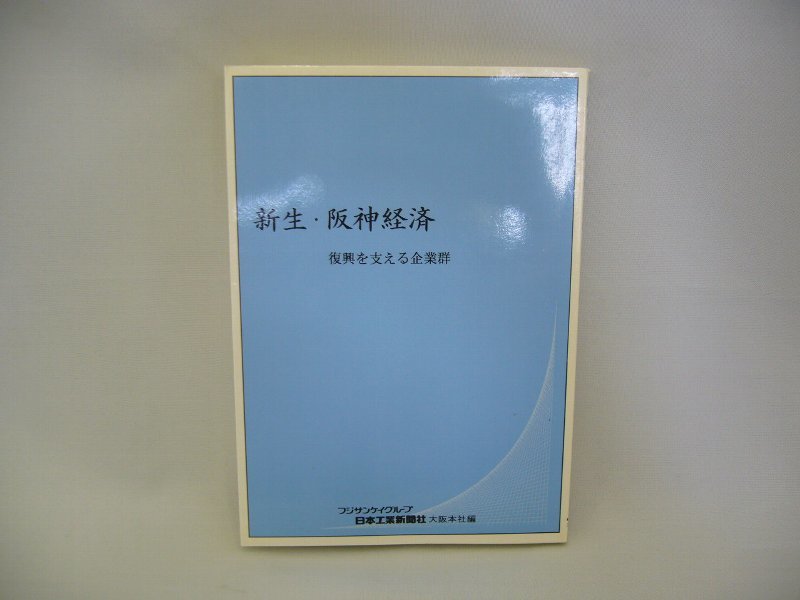 新生・阪神経済
復興を支える企業群
フジサンケイグループ
日本工業新聞社 大阪本社編